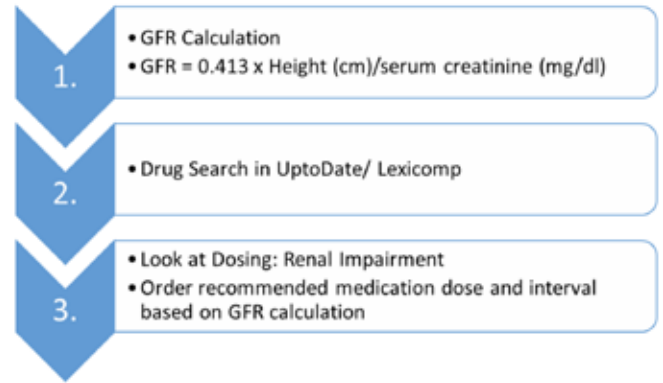 1.
• GFR Calculation
• GFR = 0.413 x Height (cm)/serum creatinine (mg/dl)
2.
• Drug Search in UptoDate/ Lexicomp
3.
• Look at Dosing: Renal Impairment
• Order recommended medication dose and interval
based on GFR calculation